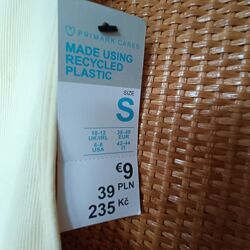 PRIMARK CARES
MADE USING
RECYCLED
PLASTIC
SIZE
S
10-12 38-40
UK/IRL EUR
6-8 42-44
USA IT
€9
39 PLN
235 Kč